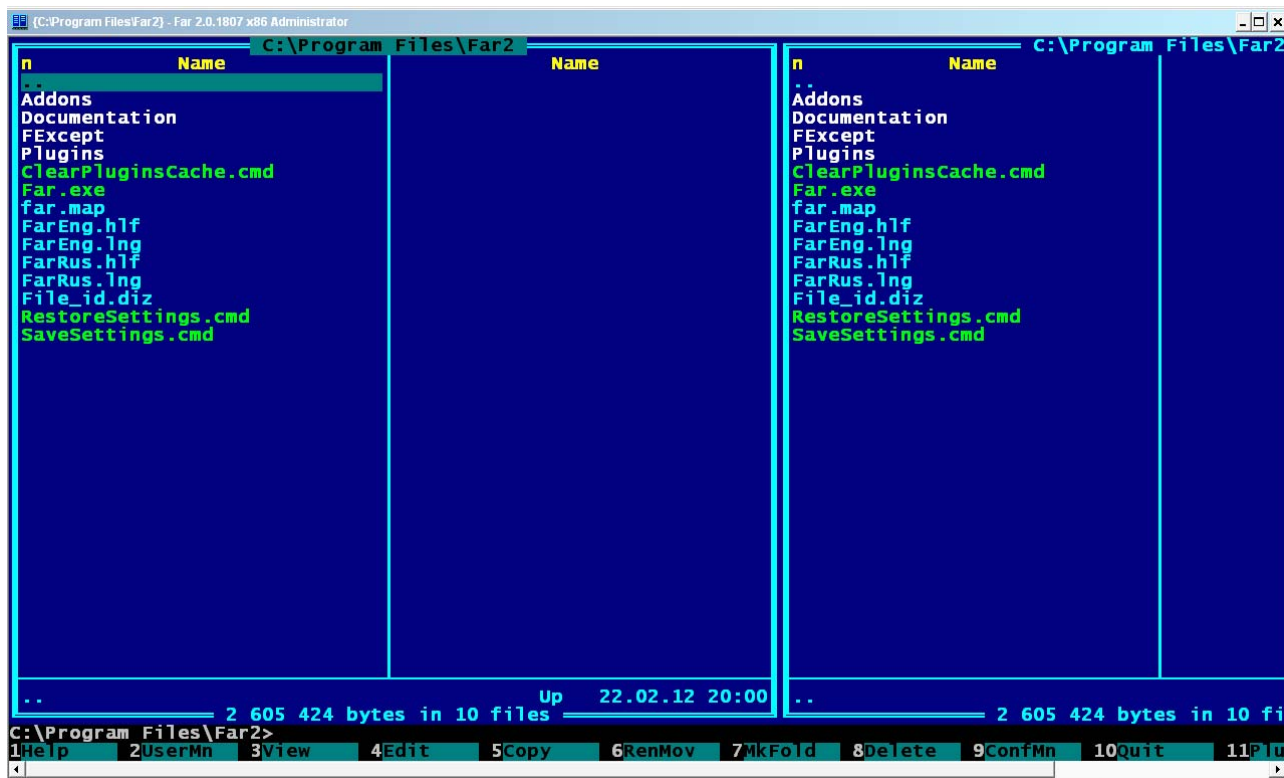 {C:\Program Files\Far2} - Far 2.0.1807 x86 Administrator
C:\Program Files\Far2
n Name Name
..
Addons
Documentation
FExcept
Plugins
ClearPluginsCache.cmd
Far.exe
far.map
FarEng.hlf
FarEng.lng
FarRus.hlf
FarRus.lng
File_id.diz
RestoreSettings.cmd
SaveSettings.cmd
.. Up 22.02.12 20:00
2 605 424 bytes in 10 files
C:\Program Files\Far2
n Name
..
Addons
Documentation
FExcept
Plugins
ClearPluginsCache.cmd
Far.exe
far.map
FarEng.hlf
FarEng.lng
FarRus.hlf
FarRus.lng
File_id.diz
RestoreSettings.cmd
SaveSettings.cmd
..
2 605 424 bytes in 10 fi
C:\Program Files\Far2>
1Help 2UserMn 3View 4Edit 5Copy 6RenMov 7MkFold 8Delete 9ConfMn 10Quit 11Plu